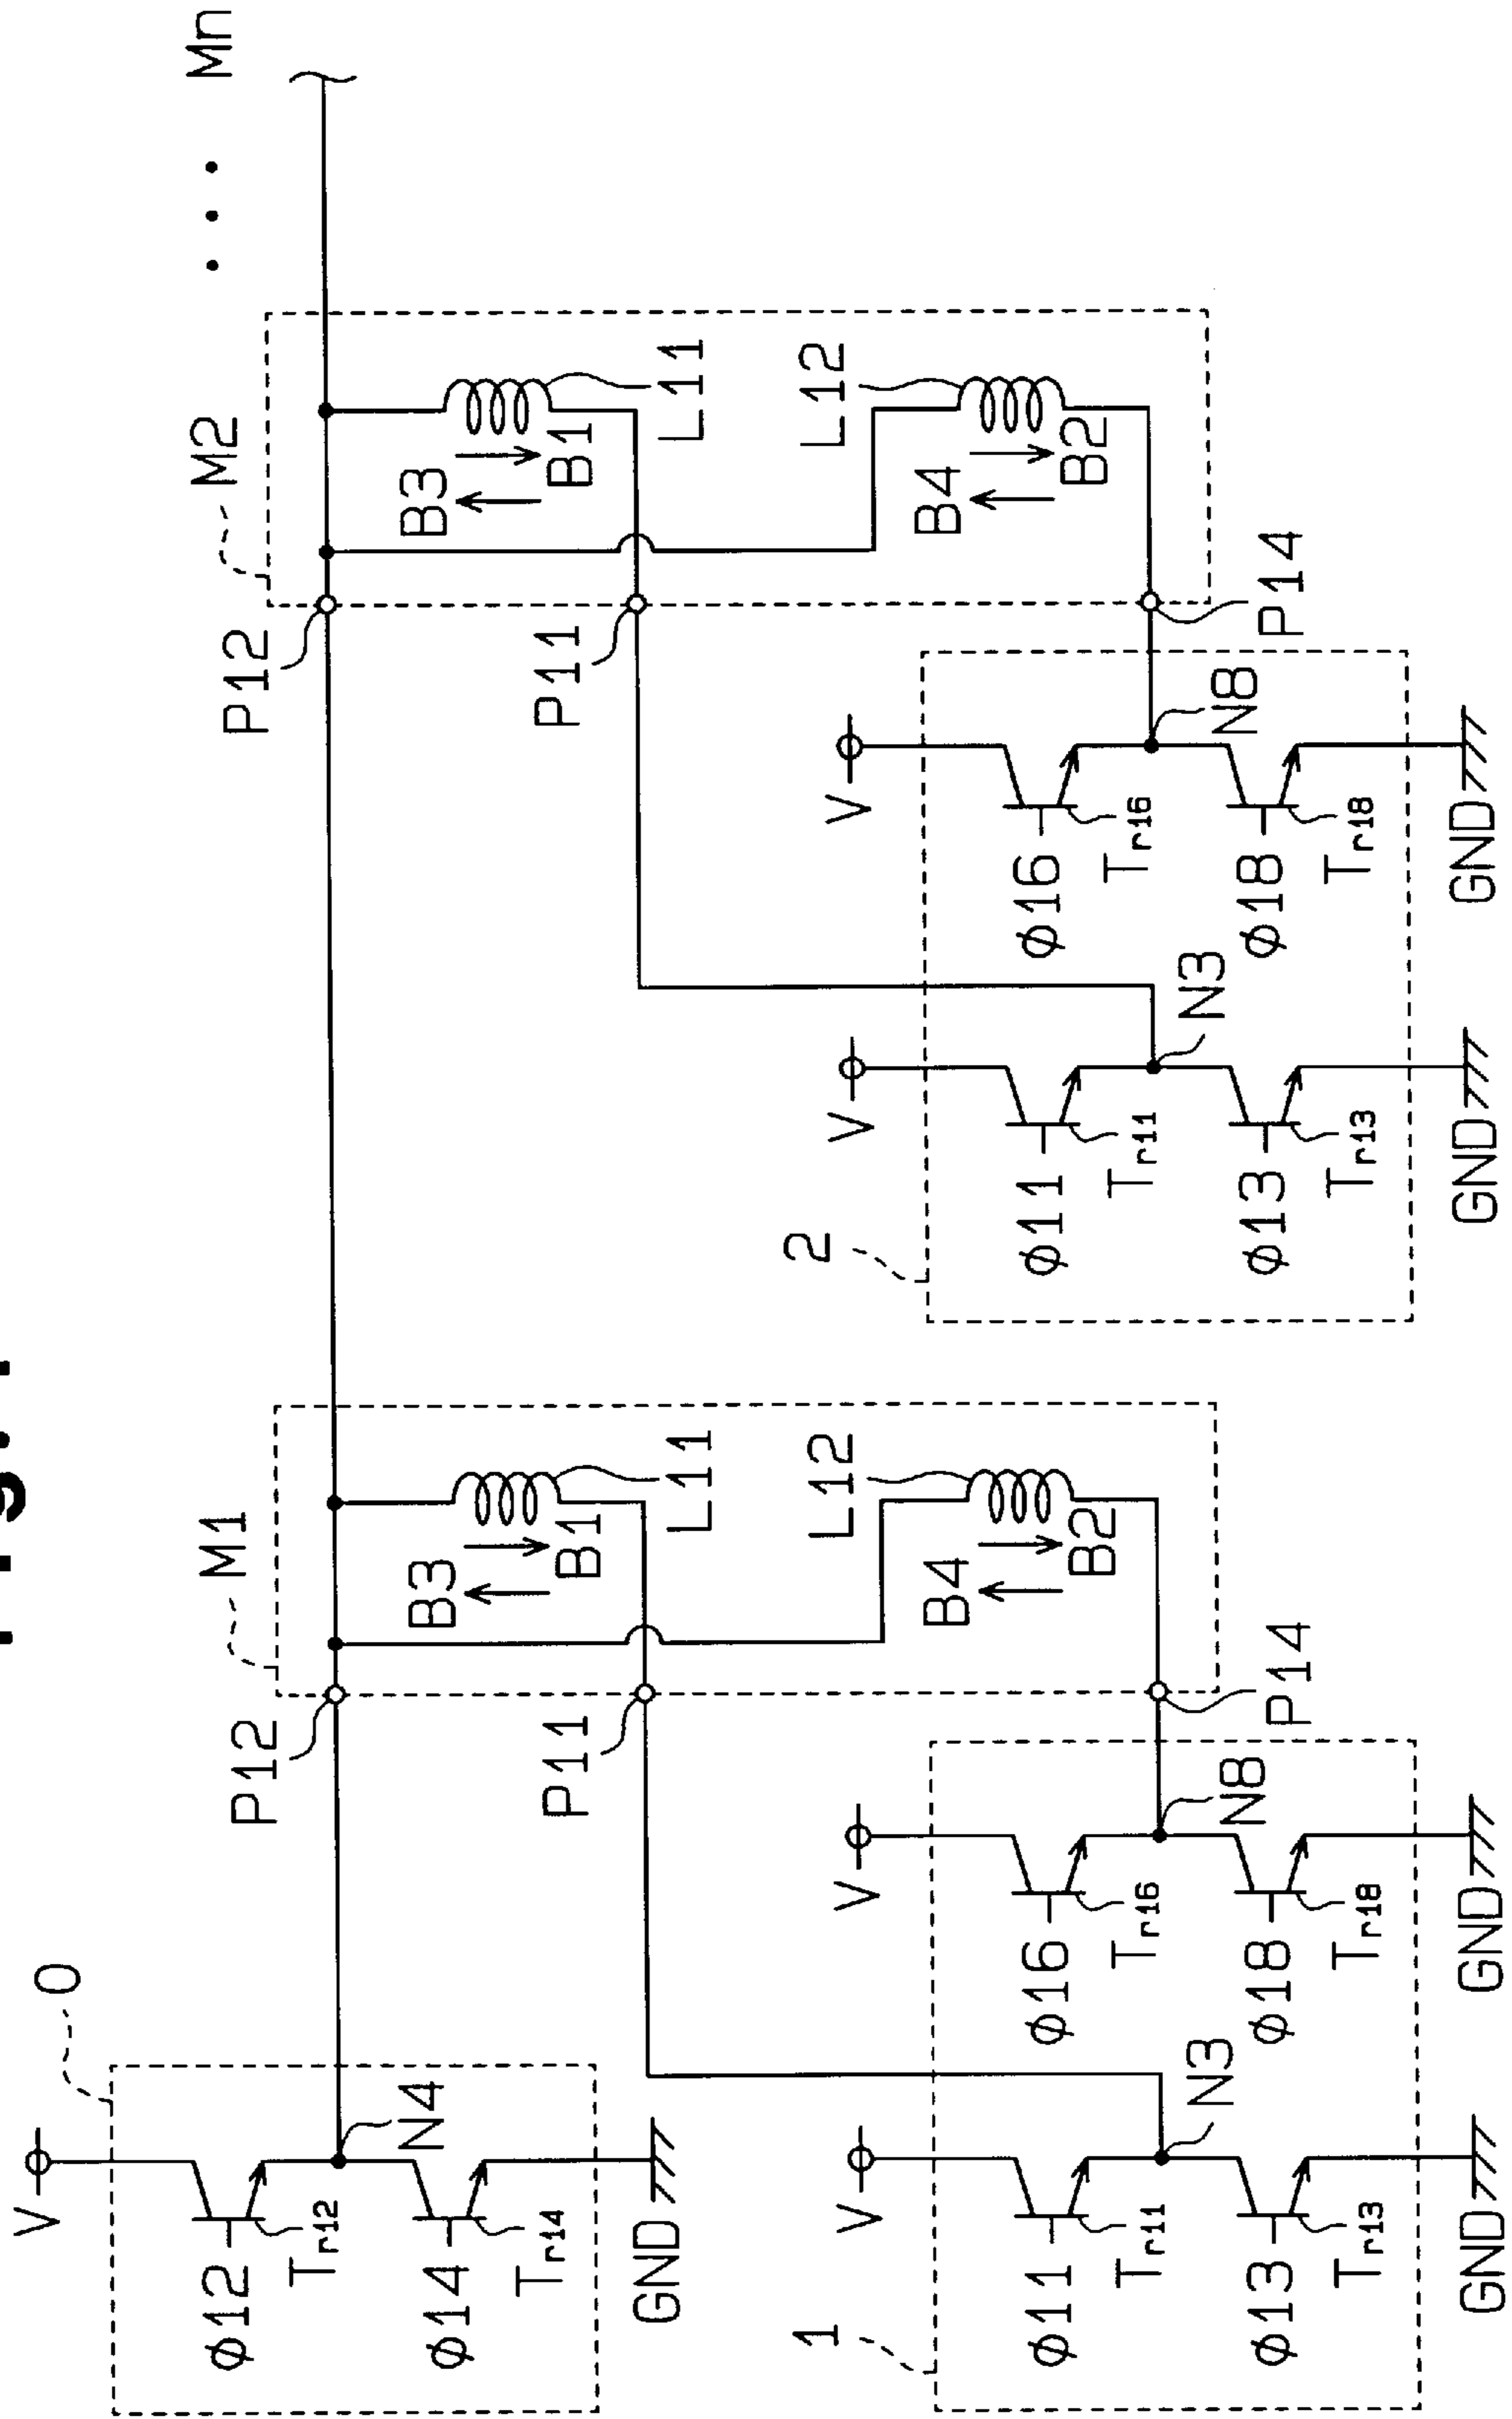 0
V
φ12
Tr12
N4
φ14
Tr14
GND
P12
M1
B3
B1
L11
P11
L12
B4
B2
P14
1
V
φ11
Tr11
N3
φ13
Tr13
GND
V
φ16
Tr16
N8
φ18
Tr18
GND
P12
M2
B3
B1
L11
P11
L12
B4
B2
P14
2
V
φ11
Tr11
N3
φ13
Tr13
GND
V
φ16
Tr16
N8
φ18
Tr18
GND
• • • Mn